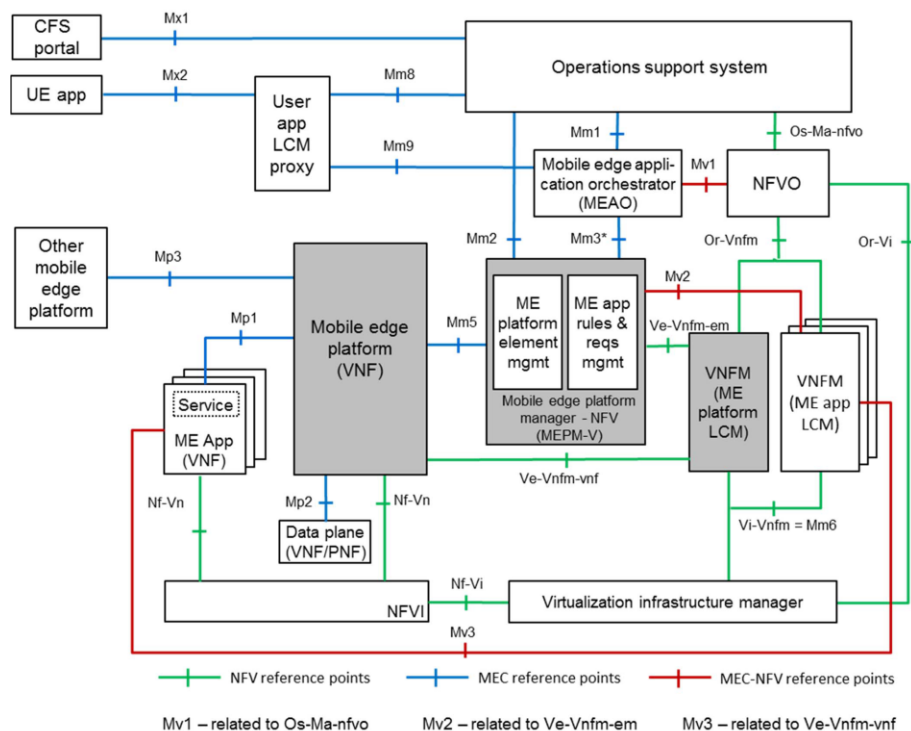 CFS
portal
Mx1
Operations support system
UE app
Mx2
User
app
LCM
proxy
Mm8
Mm9
Mm1
Os-Ma-nfvo
Mobile edge appli-
cation orchestrator
(MEAO)
Mv1
NFVO
Other
mobile
edge
platform
Mp3
Mm2
Mm3*
Or-Vnfm
Or-Vi
Mobile edge
platform
(VNF)
Mp1
Mm5
ME
platform
element
mgmt
ME app
rules &
reqs
mgmt
Mobile edge platform
manager - NFV
(MEPM-V)
Mv2
Ve-Vnfm-em
VNFM
(ME
platform
LCM)
VNFM
(ME app
LCM)
Service
ME App
(VNF)
Ve-Vnfm-vnf
Nf-Vn
Mp2
Nf-Vn
Data plane
(VNF/PNF)
Vi-Vnfm = Mm6
NFVI
Nf-Vi
Virtualization infrastructure manager
Mv3
NFV reference points
MEC reference points
MEC-NFV reference points
Mv1 – related to Os-Ma-nfvo
Mv2 – related to Ve-Vnfm-em
Mv3 – related to Ve-Vnfm-vnf